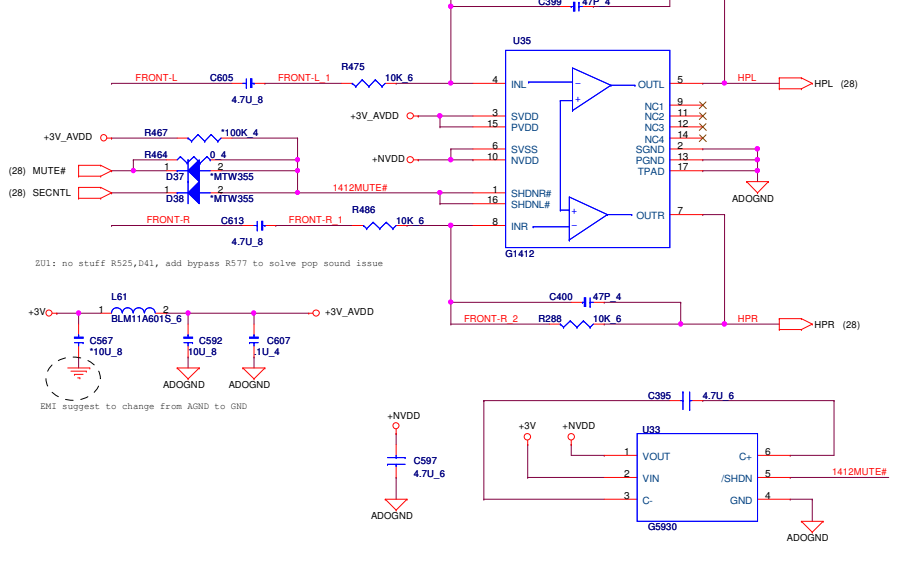 C399 47P_4
U35
FRONT-L C605 FRONT-L_1 R475 10K_6 4 INL OUTL 5 HPL HPL (28)
4.7U_8
NC1 9
+3V_AVDD 3 SVDD NC2 11
15 PVDD NC3 12
+3V_AVDD R467 *100K_4 NC4 14
6 SVSS SGND 2
R464 0_4 +NVDD 10 NVDD PGND 13
(28) MUTE# 1 2 TPAD 17
D37 *MTW355
(28) SECNTL 1 2 1412MUTE# 1 SHDNR# ADOGND
D38 *MTW355 16 SHDNL#
R486 OUTR 7
FRONT-R C613 FRONT-R_1 10K_6 8 INR
4.7U_8
G1412
ZU1: no stuff R525,D41, add bypass R577 to solve pop sound issue
L61 C400 47P_4
+3V 1 2 +3V_AVDD
BLM11A601S_6
FRONT-R_2 R288 10K_6 HPR HPR (28)
C567 C592 C607
*10U_8 10U_8 .1U_4
ADOGND ADOGND
EMI suggest to change from AGND to GND
C395 4.7U_6
+NVDD +3V +NVDD U33
1 VOUT C+ 6
C597
4.7U_6 2 VIN /SHDN 5 1412MUTE#
3 C- GND 4
ADOGND
G5930
ADOGND